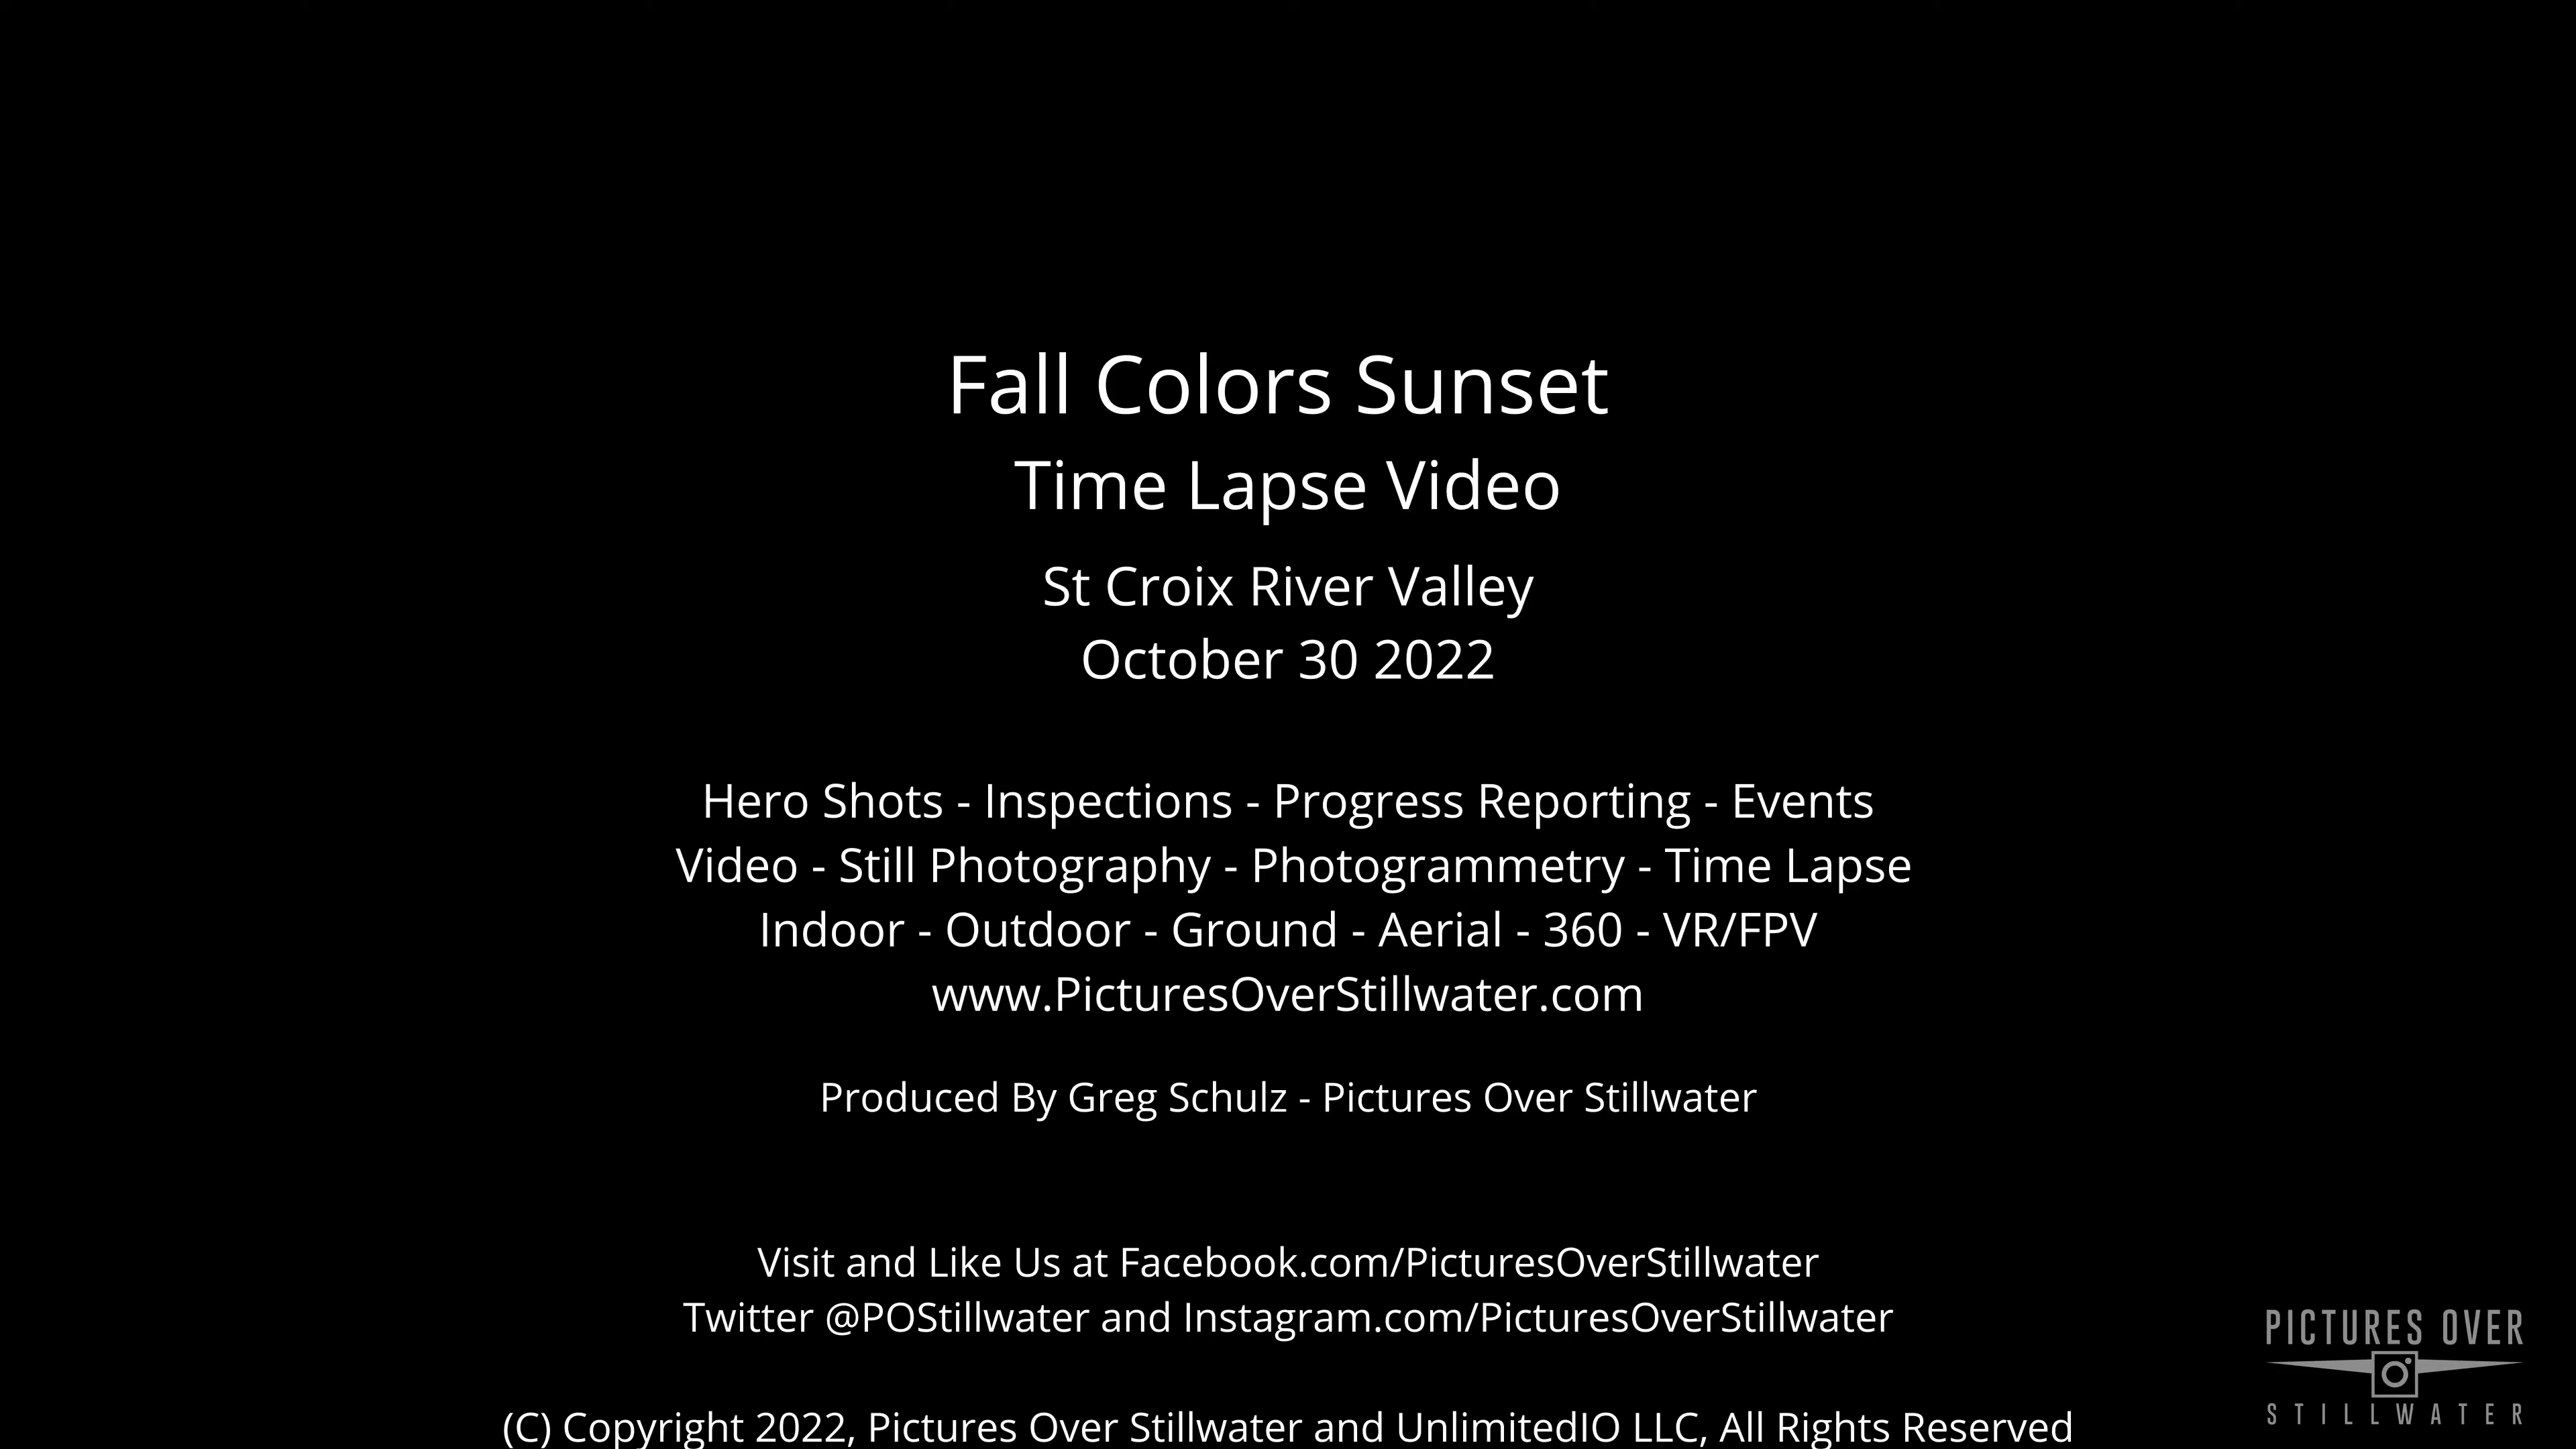 Fall Colors Sunset
Time Lapse Video
St Croix River Valley
October 30 2022
Hero Shots - Inspections - Progress Reporting - Events
Video - Still Photography - Photogrammetry - Time Lapse
Indoor - Outdoor - Ground - Aerial - 360 - VR/FPV
www.PicturesOverStillwater.com
Produced By Greg Schulz - Pictures Over Stillwater
Visit and Like Us at Facebook.com/PicturesOverStillwater
Twitter @POStillwater and Instagram.com/PicturesOverStillwater
(C) Copyright 2022, Pictures Over Stillwater and UnlimitedIO LLC, All Rights Reserved
PICTURES OVER
STILLWATER